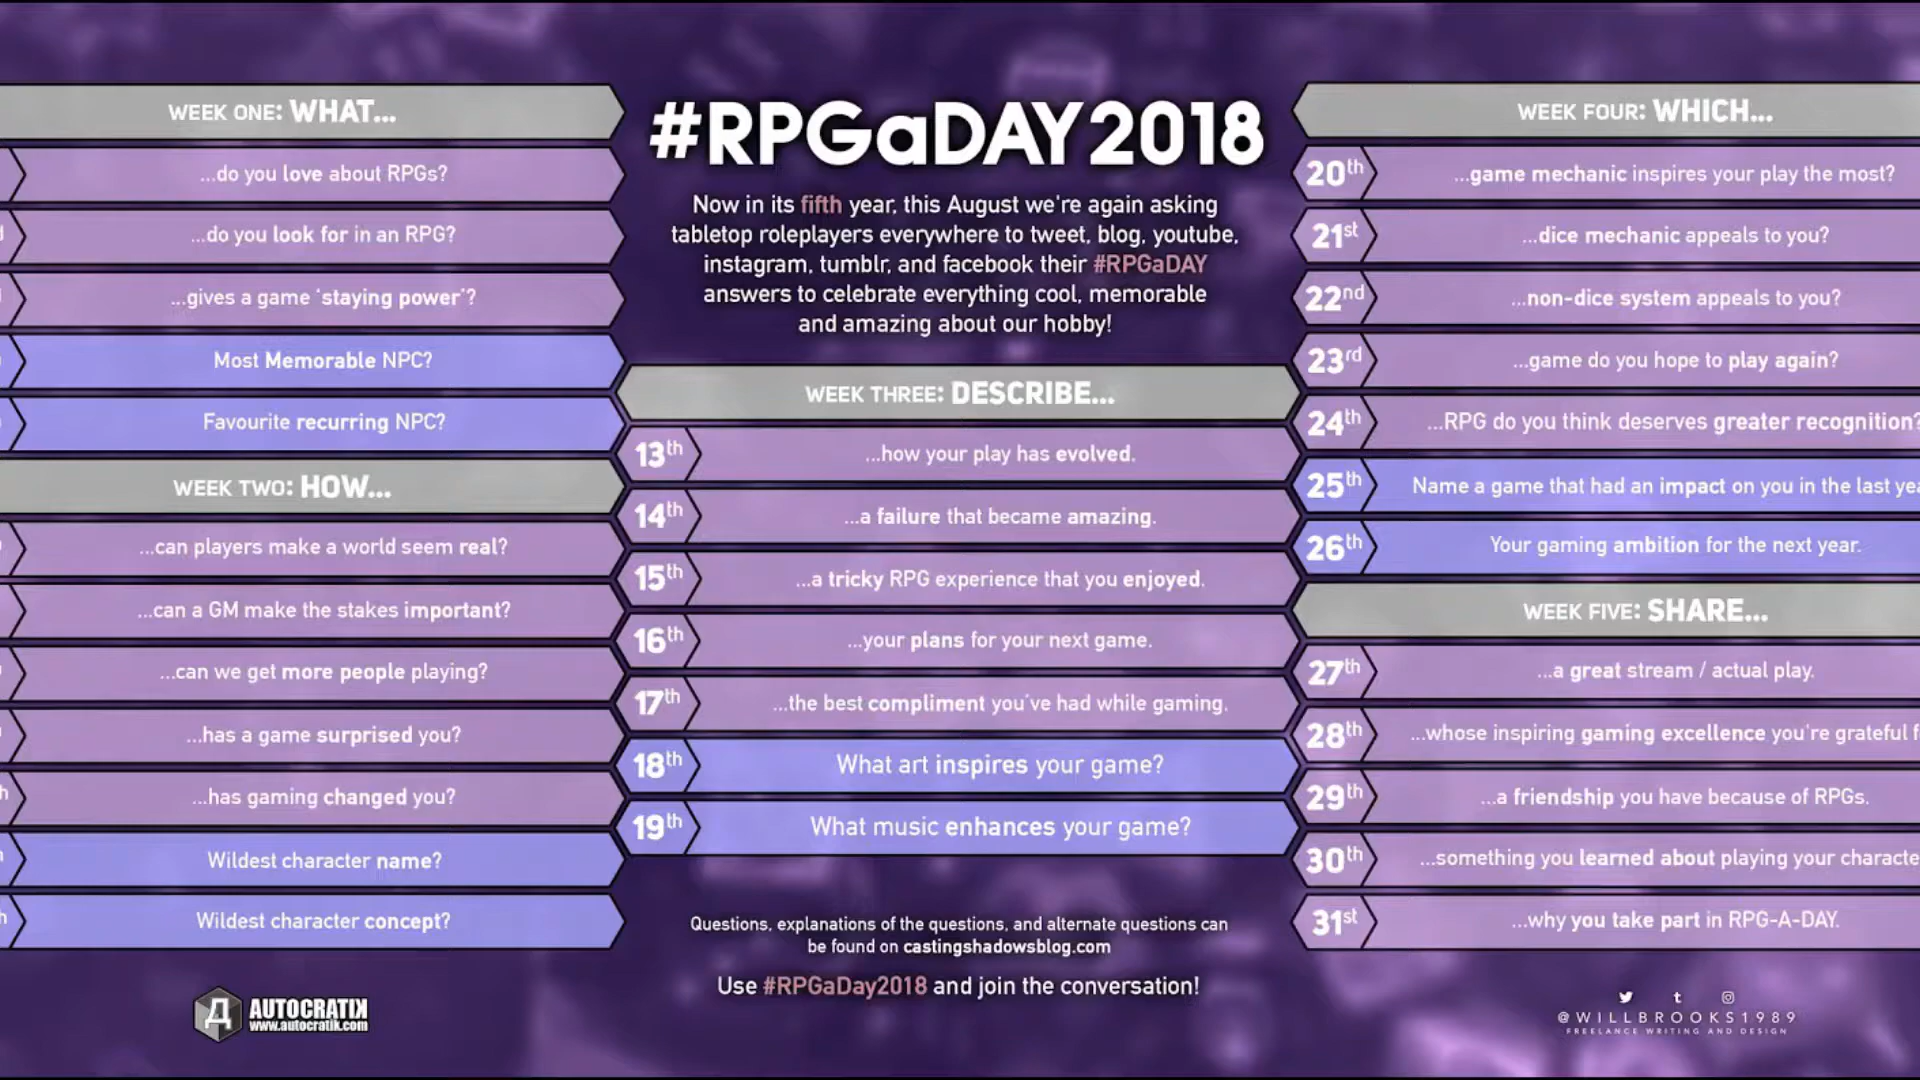 WEEK ONE: WHAT...
...do you love about RPGs?
...do you look for in an RPG?
...gives a game 'staying power'?
Most Memorable NPC?
Favourite recurring NPC?
WEEK TWO: HOW...
...can players make a world seem real?
...can a GM make the stakes important?
...can we get more people playing?
...has a game surprised you?
...has gaming changed you?
Wildest character name?
Wildest character concept?
AUTOCRATIK
www.autocratik.com
#RPGaDAY2018
Now in its fifth year, this August we're again asking
tabletop roleplayers everywhere to tweet, blog, youtube,
instagram, tumblr, and facebook their #RPGaDAY
answers to celebrate everything cool, memorable
and amazing about our hobby!
WEEK THREE: DESCRIBE...
13th ...how your play has evolved.
14th ...a failure that became amazing.
15th ...a tricky RPG experience that you enjoyed.
16th ...your plans for your next game.
17th ...the best compliment you've had while gaming.
18th What art inspires your game?
19th What music enhances your game?
Questions, explanations of the questions, and alternate questions can
be found on castingshadowsblog.com
Use #RPGaDay2018 and join the conversation!
WEEK FOUR: WHICH...
20th ...game mechanic inspires your play the most?
21st ...dice mechanic appeals to you?
22nd ...non-dice system appeals to you?
23rd ...game do you hope to play again?
24th ...RPG do you think deserves greater recognition?
25th Name a game that had an impact on you in the last yea
26th Your gaming ambition for the next year.
WEEK FIVE: SHARE...
27th ...a great stream / actual play.
28th ...whose inspiring gaming excellence you're grateful f
29th ...a friendship you have because of RPGs.
30th ...something you learned about playing your characte
31st ...why you take part in RPG-A-DAY.
@WILLBROOKS1989
FREELANCE WRITING AND DESIGN